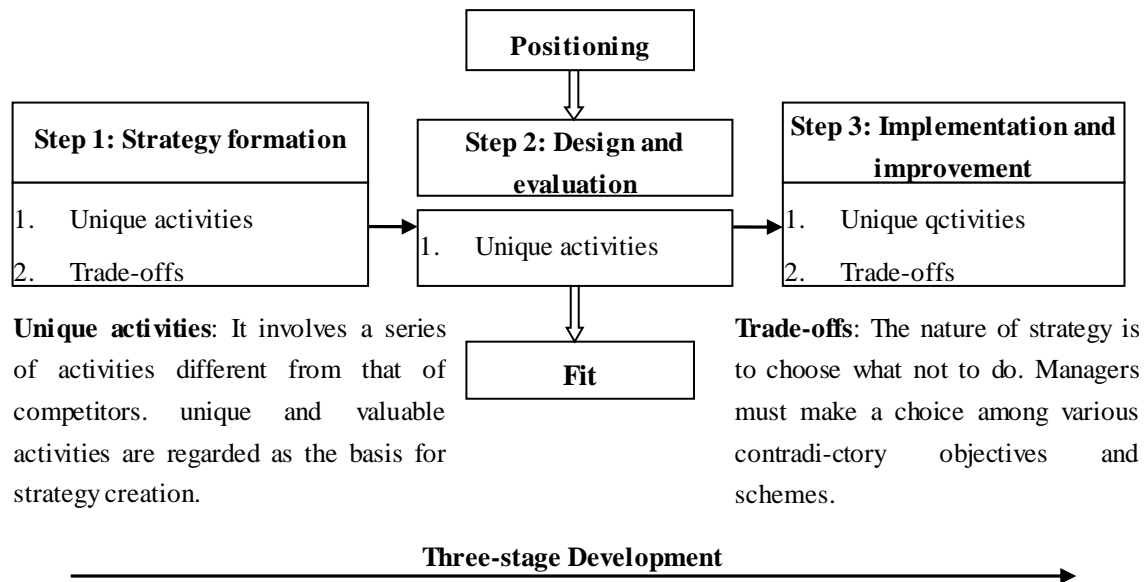 Positioning
Step 1: Strategy formation
1. Unique activities
2. Trade-offs
Step 2: Design and
evaluation
1. Unique activities
Step 3: Implementation and
improvement
1. Unique qctivities
2. Trade-offs
Unique activities: It involves a series
of activities different from that of
competitors. unique and valuable
activities are regarded as the basis for
strategy creation.
Fit
Trade-offs: The nature of strategy is
to choose what not to do. Managers
must make a choice among various
contradi-ctory objectives and
schemes.
Three-stage Development